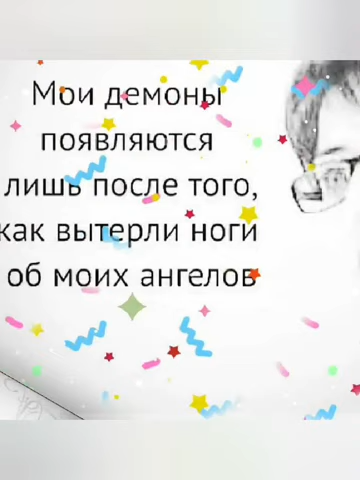 Мои демоны
появляются
лишь после того,
как вытерли ноги
об моих ангелов